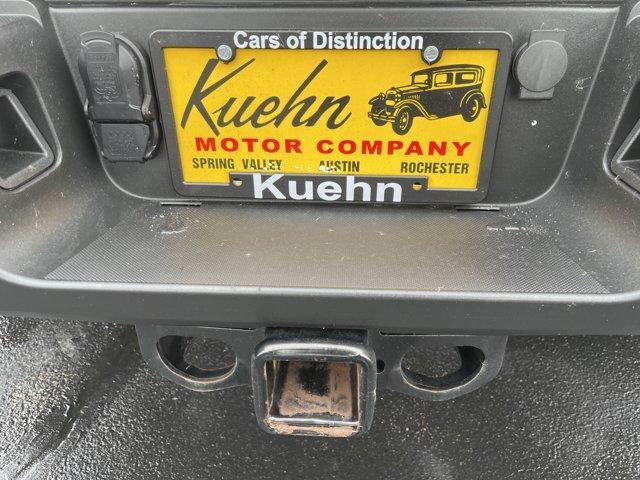 Cars of Distinction
Kuehn
MOTOR COMPANY
SPRING VALLEY AUSTIN ROCHESTER
Kuehn